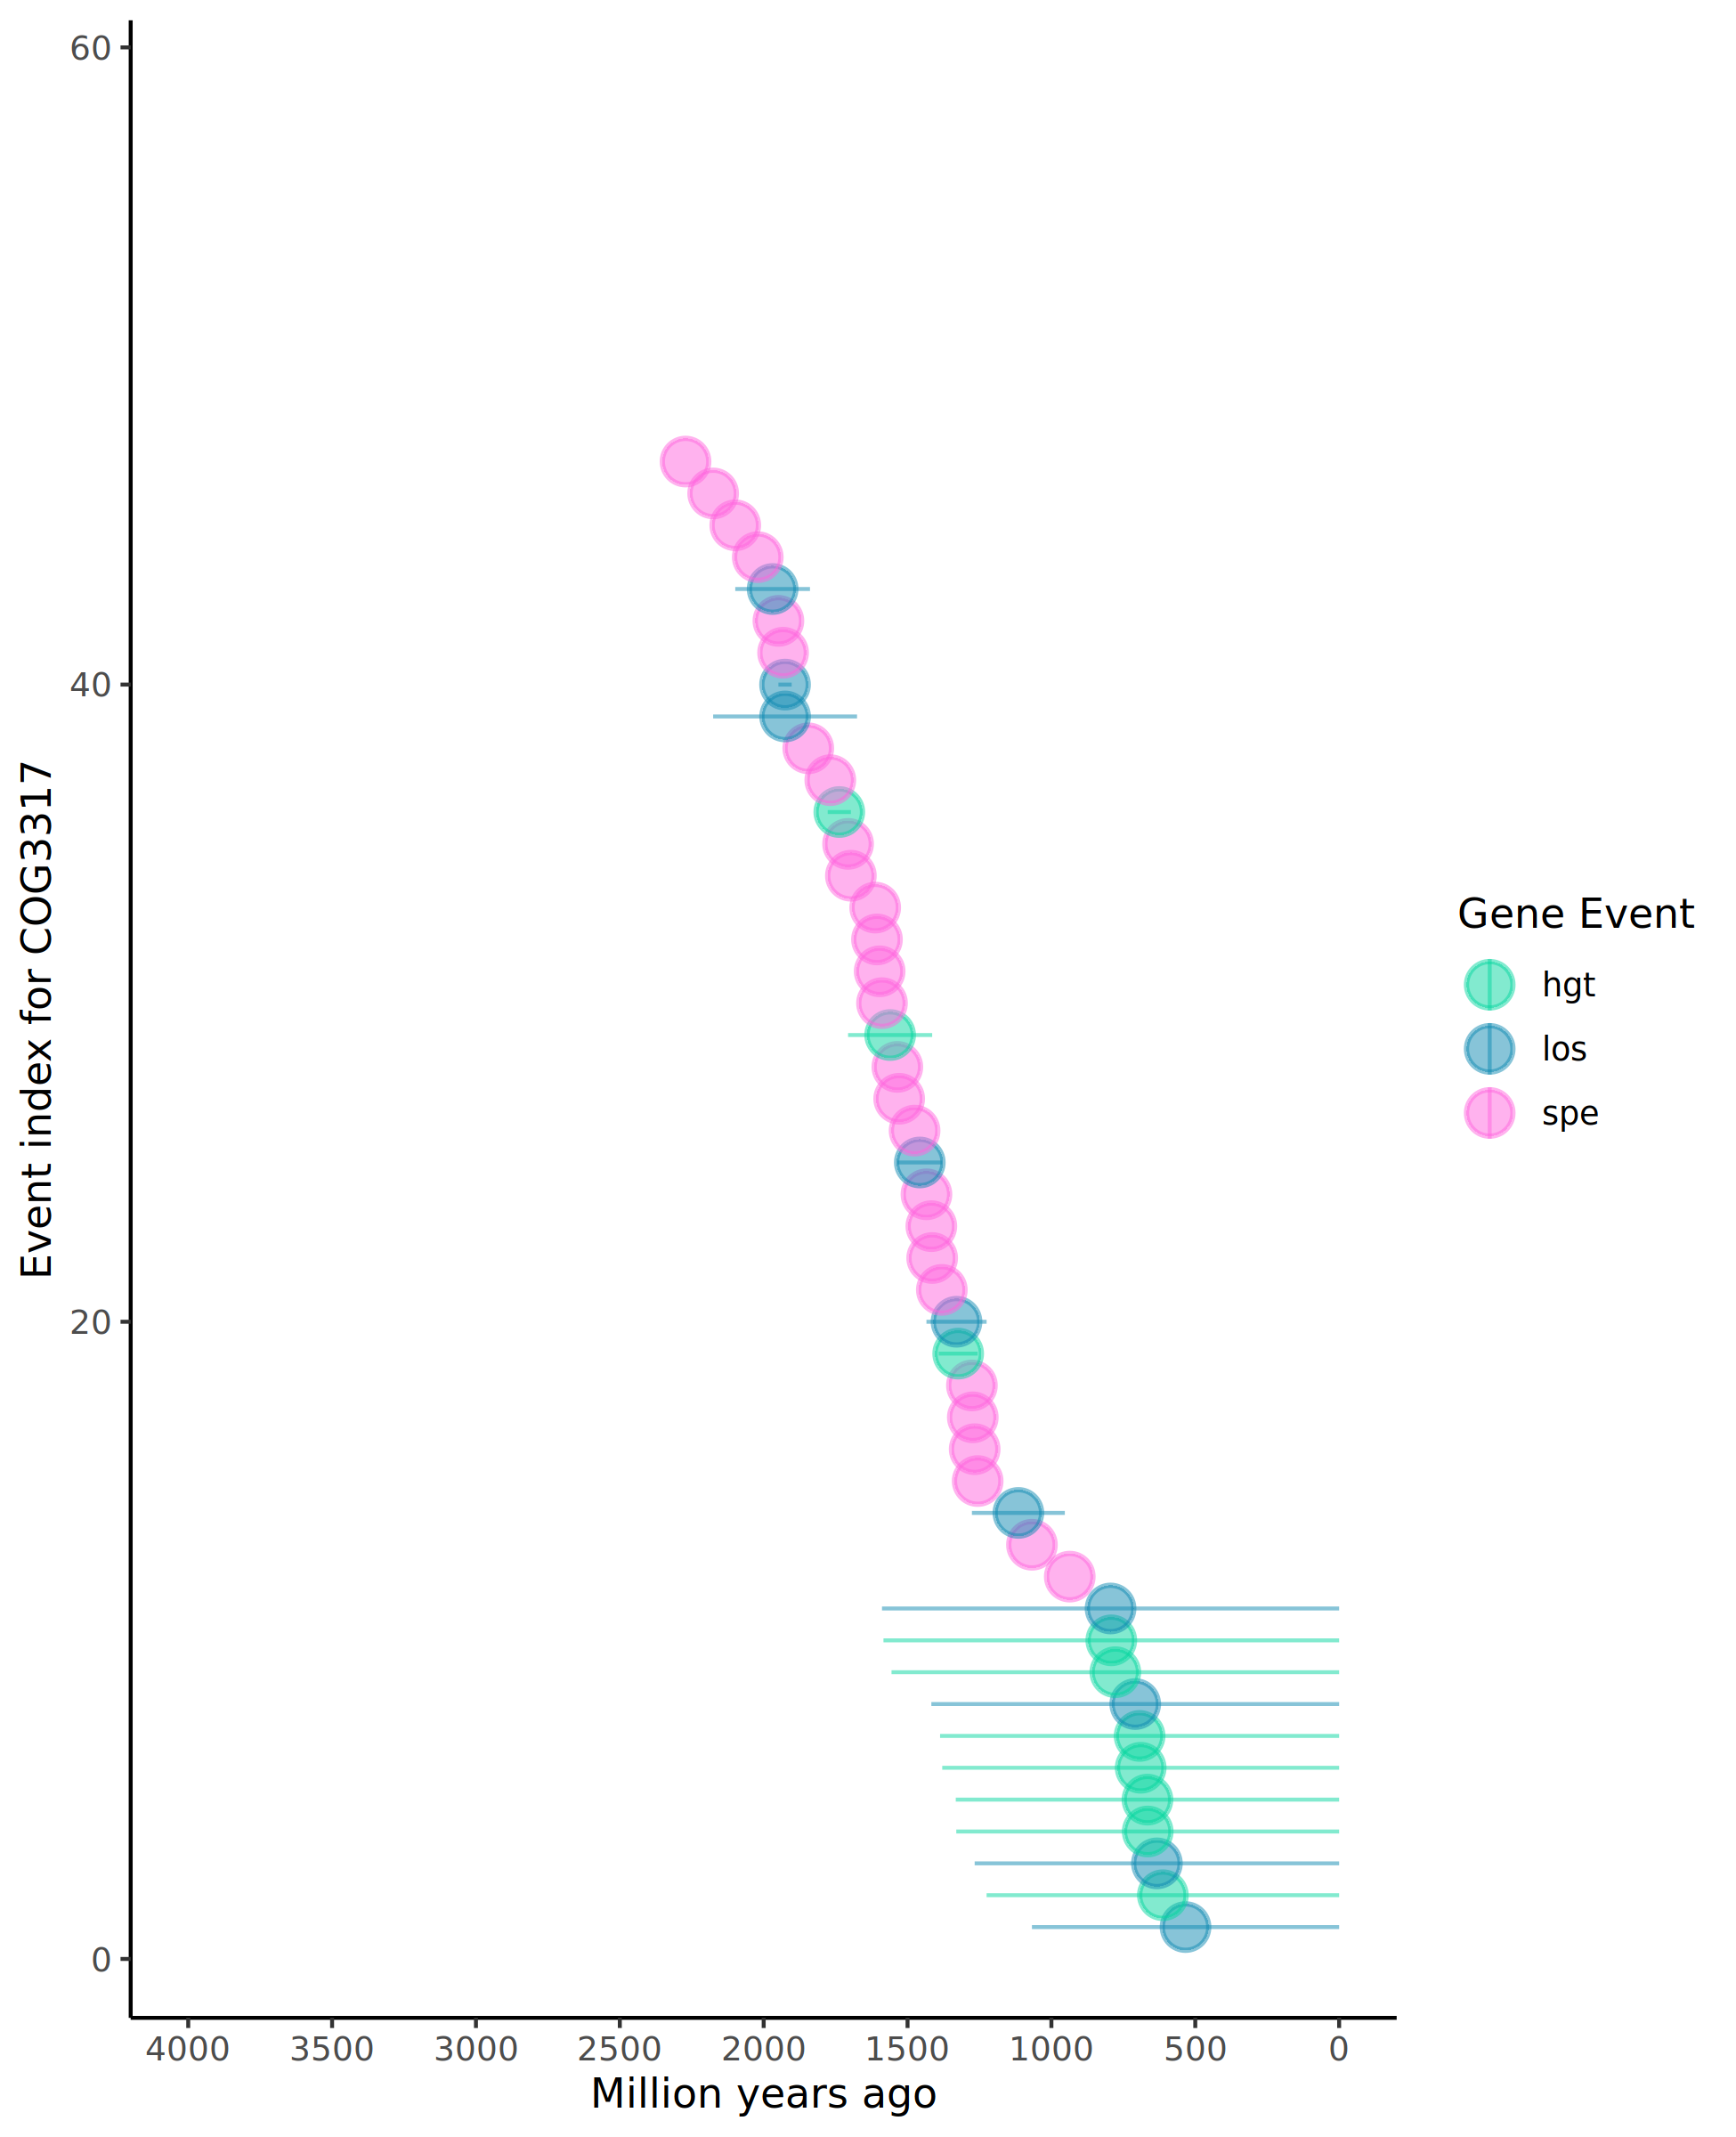 60
40
20
0
Event index for COG3317
4000 3500 3000 2500 2000 1500 1000 500 0
Million years ago
Gene Event
hgt
los
spe